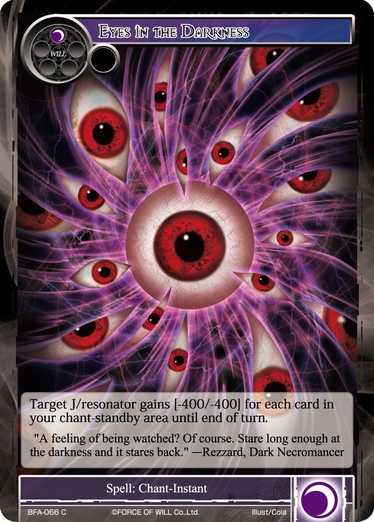 Eyes in the Darkness
WILL
Target J/resonator gains [-400/-400] for each card in
your chant-standby area until end of turn.
"A feeling of being watched? Of course. Stare long enough at
the darkness and it stares back." —Rezzard, Dark Necromancer
BFA-066 C ©FORCE OF WILL Co.,Ltd. Illust/Cola
Spell: Chant-Instant